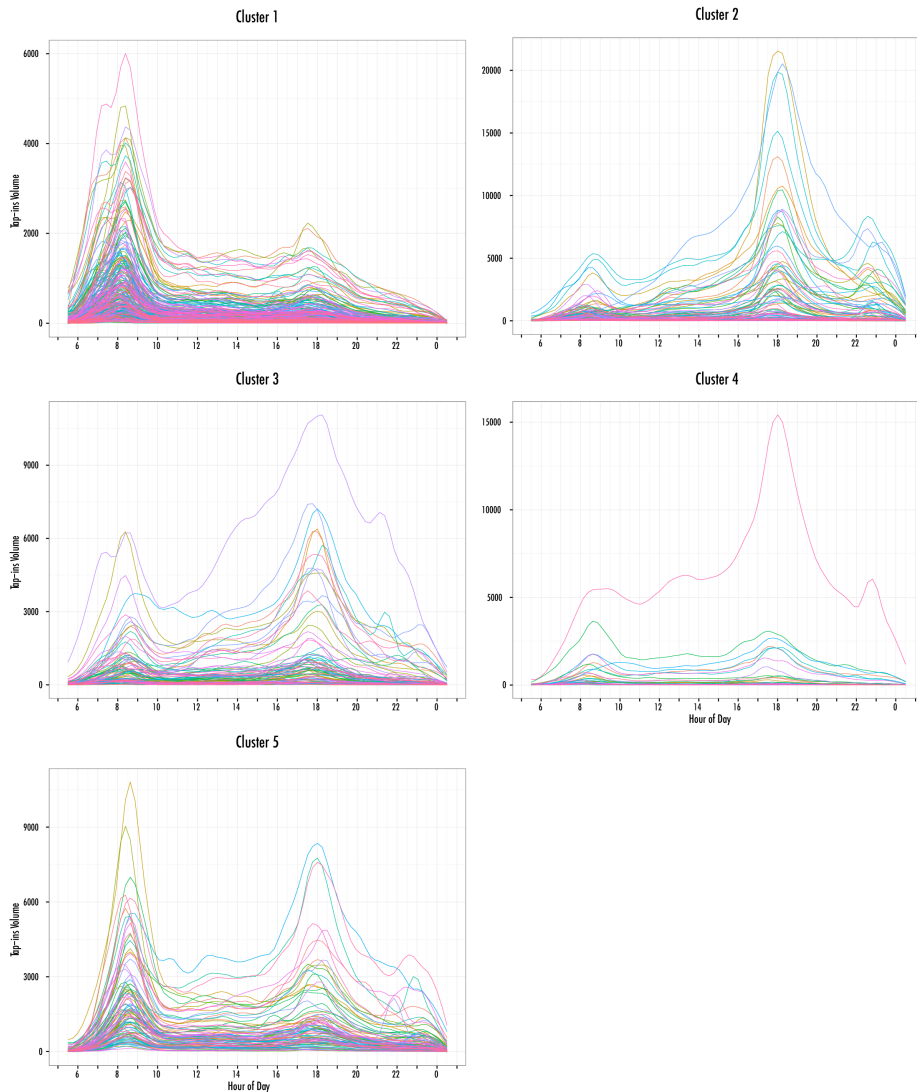 Cluster 1
Tap-ins Volume
6000
4000
2000
0
6 8 10 12 14 16 18 20 22 0
Cluster 2
20000
15000
10000
5000
0
6 8 10 12 14 16 18 20 22 0
Cluster 3
Tap-ins Volume
9000
6000
3000
0
6 8 10 12 14 16 18 20 22 0
Cluster 4
15000
10000
5000
0
6 8 10 12 14 16 18 20 22 0
Hour of Day
Cluster 5
Tap-ins Volume
9000
6000
3000
0
6 8 10 12 14 16 18 20 22 0
Hour of Day